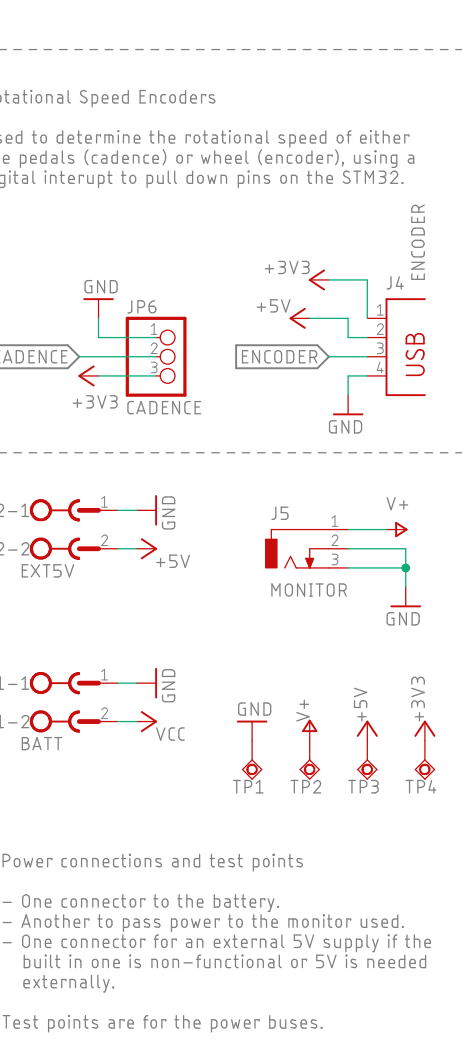 otational Speed Encoders
sed to determine the rotational speed of either
e pedals (cadence) or wheel (encoder), using a
gital interupt to pull down pins on the STM32.
ENCODER
+3V3
GND
J4
+5V
JP6
1
1
2
2
3
3
4
CADENCE
ENCODER
USB
+3V3
CADENCE
GND
2-1
1
GND
V+
J5
1
2-2
2
2
+5V
3
EXT5V
MONITOR
GND
1-1
1
GND
+5V
+3V3
GND
V+
1-2
2
VCC
BATT
TP1
TP2
TP3
TP4
Power connections and test points
- One connector to the battery.
- Another to pass power to the monitor used.
- One connector for an external 5V supply if the
built in one is non-functional or 5V is needed
externally.
Test points are for the power buses.